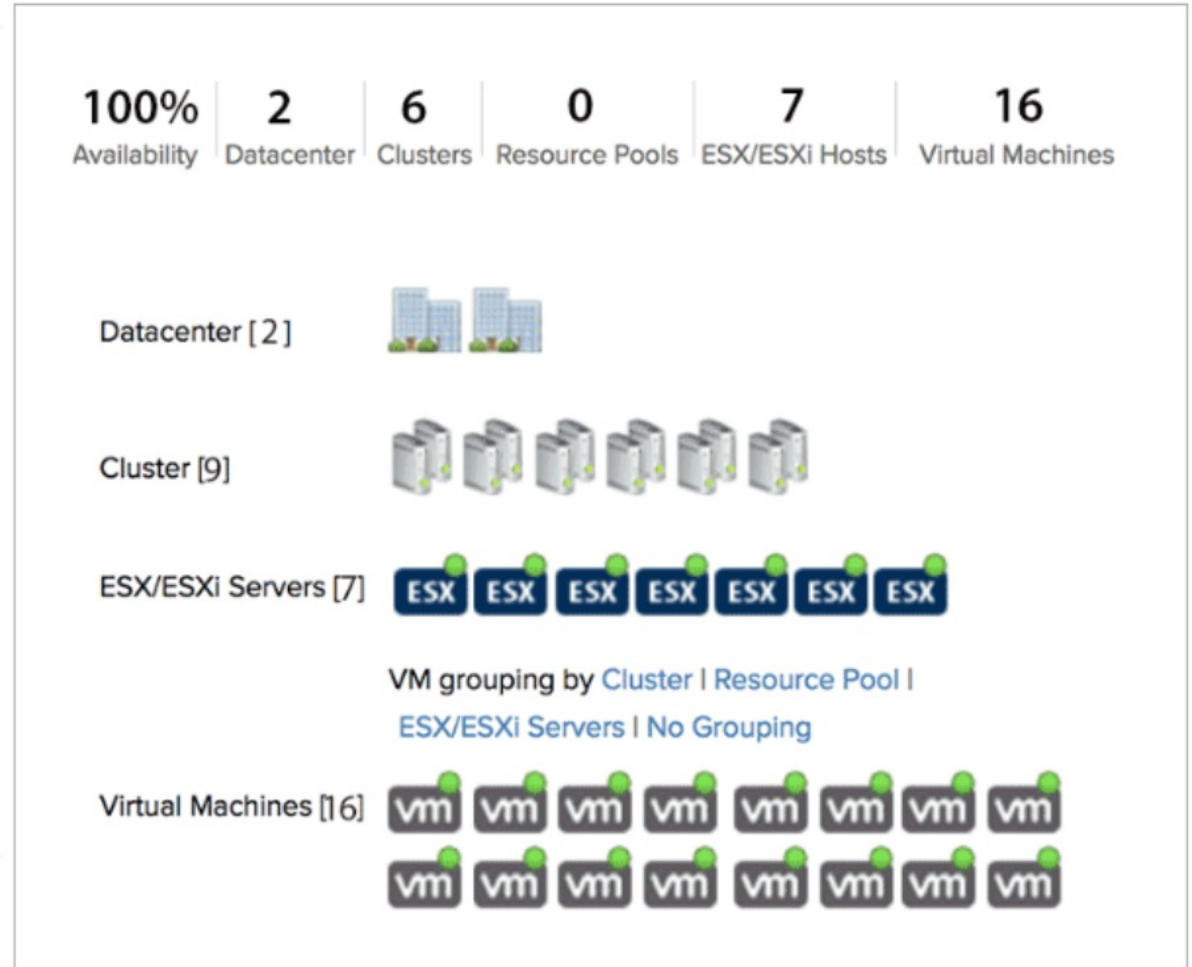 100% 2 6 0 7 16
Availability Datacenter Clusters Resource Pools ESX/ESXi Hosts Virtual Machines
Datacenter [2]
Cluster [9]
ESX/ESXi Servers [7] ESX ESX ESX ESX ESX ESX ESX
VM grouping by Cluster | Resource Pool |
ESX/ESXi Servers | No Grouping
Virtual Machines [16] vm vm vm vm vm vm vm vm
vm vm vm vm vm vm vm vm